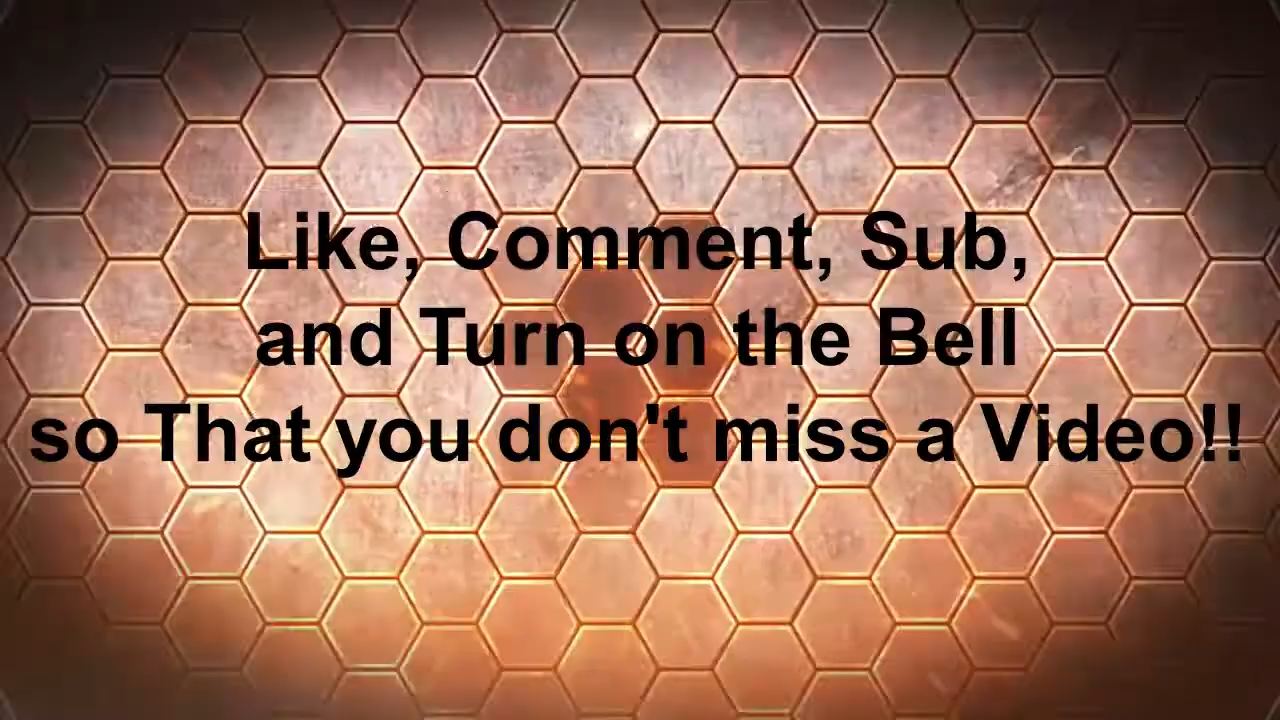 Like, Comment, Sub,
and Turn on the Bell
so That you don't miss a Video!!